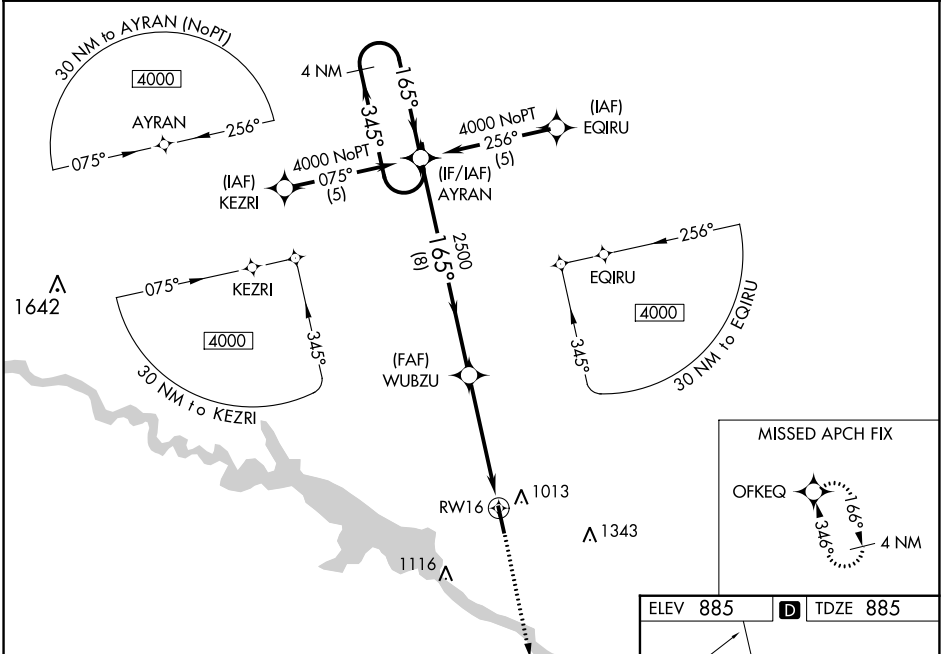 30 NM to AYRAN (NoPT)
4000
AYRAN
075°
256°
4 NM
165°
345°
(IAF)
EQIRU
4000 NoPT
256°
(5)
4000 NoPT
075°
(5)
(IAF)
KEZRI
(IF/IAF)
AYRAN
2500
165°
(8)
075°
KEZRI
4000
345°
30 NM to KEZRI
256°
EQIRU
4000
345°
30 NM to EQIRU
1642
(FAF)
WUBZU
RW16
1013
1343
1116
MISSED APCH FIX
OFKEQ
166°
346°
4 NM
ELEV 885
D
TDZE 885